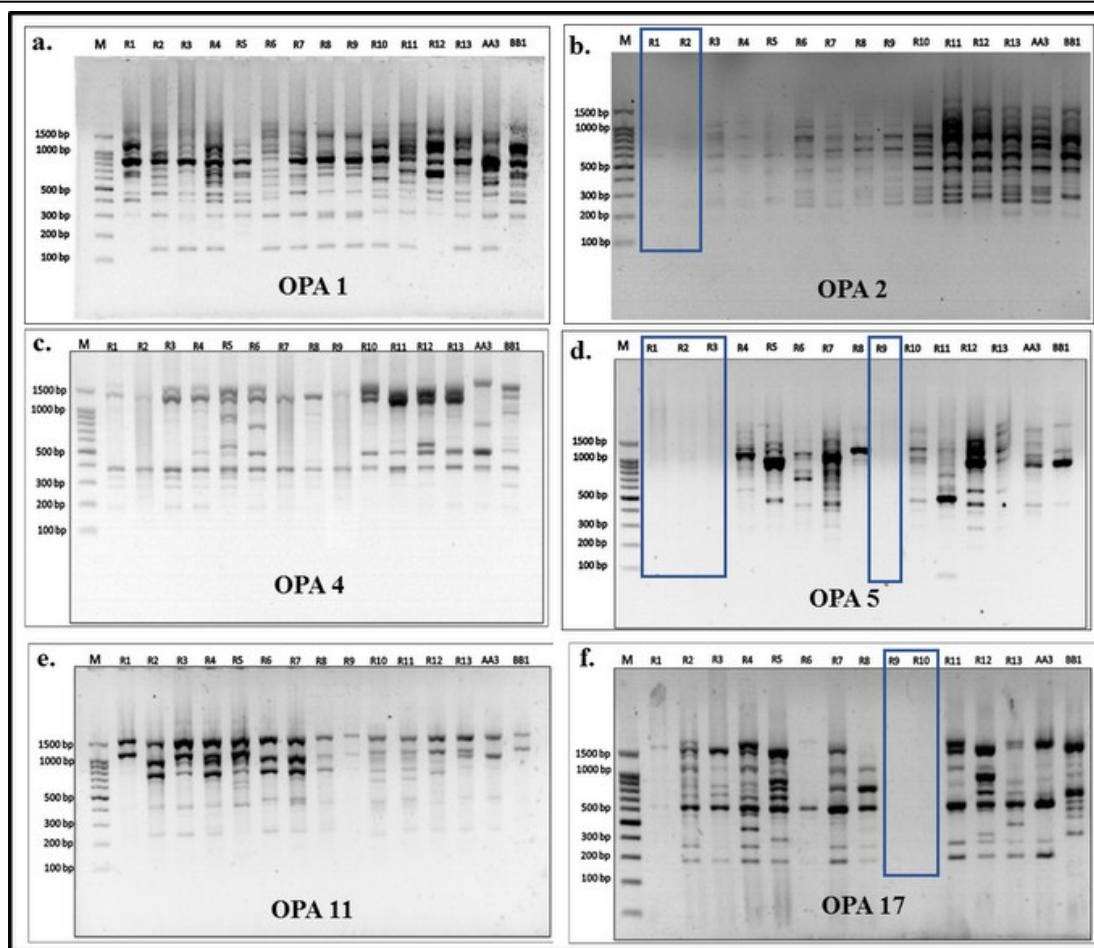 a.
M R1 R2 R3 R4 R5 R6 R7 R8 R9 R10 R11 R12 R13 AA3 BB1
1500 bp
1000 bp
500 bp
300 bp
200 bp
100 bp
OPA 1
b.
M R1 R2 R3 R4 R5 R6 R7 R8 R9 R10 R11 R12 R13 AA3 BB1
1500 bp
1000 bp
500 bp
300 bp
200 bp
100 bp
OPA 2
c.
M R1 R2 R3 R4 R5 R6 R7 R8 R9 R10 R11 R12 R13 AA3 BB1
1500 bp
1000 bp
500 bp
300 bp
200 bp
100 bp
OPA 4
d.
M R1 R2 R3 R4 R5 R6 R7 R8 R9 R10 R11 R12 R13 AA3 BB1
1500 bp
1000 bp
500 bp
300 bp
200 bp
100 bp
OPA 5
e.
M R1 R2 R3 R4 R5 R6 R7 R8 R9 R10 R11 R12 R13 AA3 BB1
1500 bp
1000 bp
500 bp
300 bp
200 bp
100 bp
OPA 11
f.
M R1 R2 R3 R4 R5 R6 R7 R8 R9 R10 R11 R12 R13 AA3 BB1
1500 bp
1000 bp
500 bp
300 bp
200 bp
100 bp
OPA 17